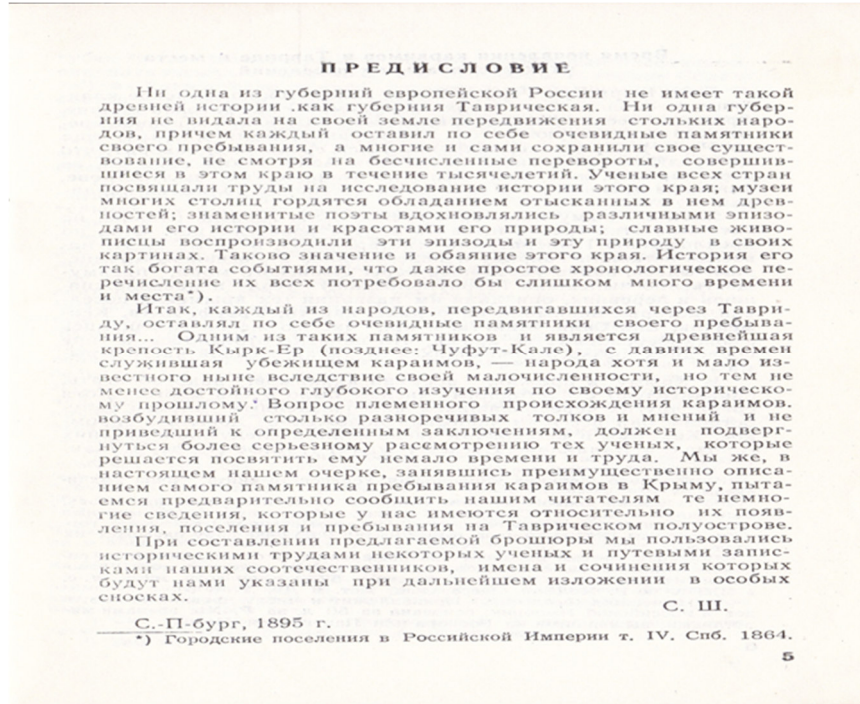 ПРЕДИСЛОВИЕ
Ни одна из губерний европейской России не имеет такой
древней истории .как губерния Таврическая. Ни одна губер-
ния не видала на своей земле передвижения стольких наро-
дов, причем каждый оставил по себе очевидные памятники
своего пребывания, а многие и сами сохранили свое сущест-
вование, не смотря на бесчисленные перевороты, совершив-
шиеся в этом краю в течение тысячелетий. Ученые всех стран
посвящали труды на исследование истории этого края; музеи
многих столиц гордятся обладанием отысканных в нем древ-
ностей; знаменитые поэты вдохновлялись различными эпизо-
дами его истории и красотами его природы; славные живо-
писцы воспроизводили эти эпизоды и эту природу в своих
картинах. Таково значение и обаяние этого края. История его
так богата событиями, что даже простое хронологическое пе-
речисление их всех потребовало бы слишком много времени
и места*).
Итак, каждый из народов, передвигавшихся через Таври-
ду, оставлял по себе очевидные памятники своего пребыва-
ния... Одним из таких памятников и является древнейшая
крепость Кырк-Ер (позднее: Чуфут-Кале), с давних времен
служившая убежищем караимов, — народа хотя и мало из-
вестного ныне вследствие своей малочисленности, но тем не
менее достойного глубокого изучения по своему историческо-
му прошлому. Вопрос племенного происхождения караимов.
возбудивший столько разноречивых толков и мнений и не
приведший к определенным заключениям, должен подверг-
нуться более серьезному рассмотрению тех ученых, которые
решается посвятить ему немало времени и труда. Мы же, в
настоящем нашем очерке, занявшись преимущественно описа-
нием самого памятника пребывания караимов в Крыму, пыта-
емся предварительно сообщить нашим читателям те немно-
гие сведения, которые у нас имеются относительно их появ-
ления, поселения и пребывания на Таврическом полуострове.
При составлении предлагаемой брошюры мы пользовались
историческими трудами некоторых ученых и путевыми запис-
ками наших соотечественников, имена и сочинения которых
будут нами указаны при дальнейшем изложении в особых
сносках.
С. Ш.
С.-П-бург, 1895 г.
*) Городские поселения в Российской Империи т. IV. Спб. 1864.
5